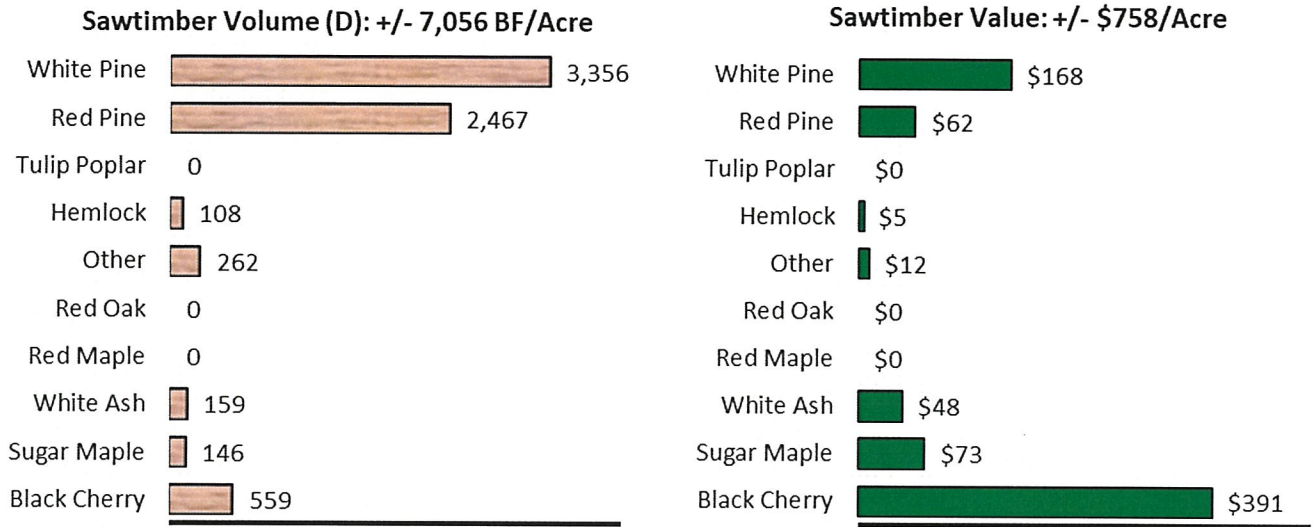 Sawtimber Volume (D): +/- 7,056 BF/Acre
White Pine 3,356
Red Pine 2,467
Tulip Poplar 0
Hemlock 108
Other 262
Red Oak 0
Red Maple 0
White Ash 159
Sugar Maple 146
Black Cherry 559
Sawtimber Value: +/- $758/Acre
White Pine $168
Red Pine $62
Tulip Poplar $0
Hemlock $5
Other $12
Red Oak $0
Red Maple $0
White Ash $48
Sugar Maple $73
Black Cherry $391